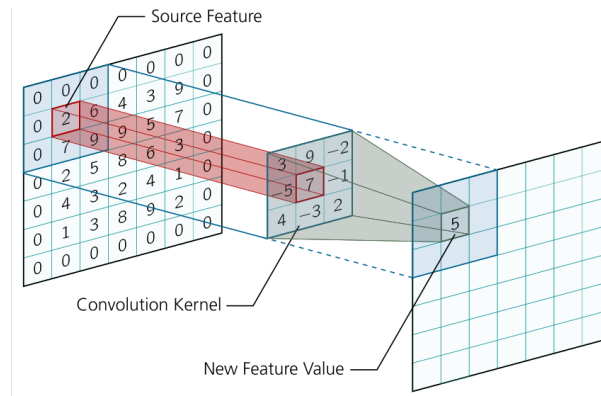 Source Feature
0 0 0 0 0 0 0
0 2 6 4 3 9 0
0 7 9 9 5 7 0
0 2 5 8 6 3 0
0 4 3 2 4 1 0
0 1 3 8 9 2 0
0 0 0 0 0 0 0
3 9 −2
−5 7 −1
4 −3 2
5
Convolution Kernel
New Feature Value